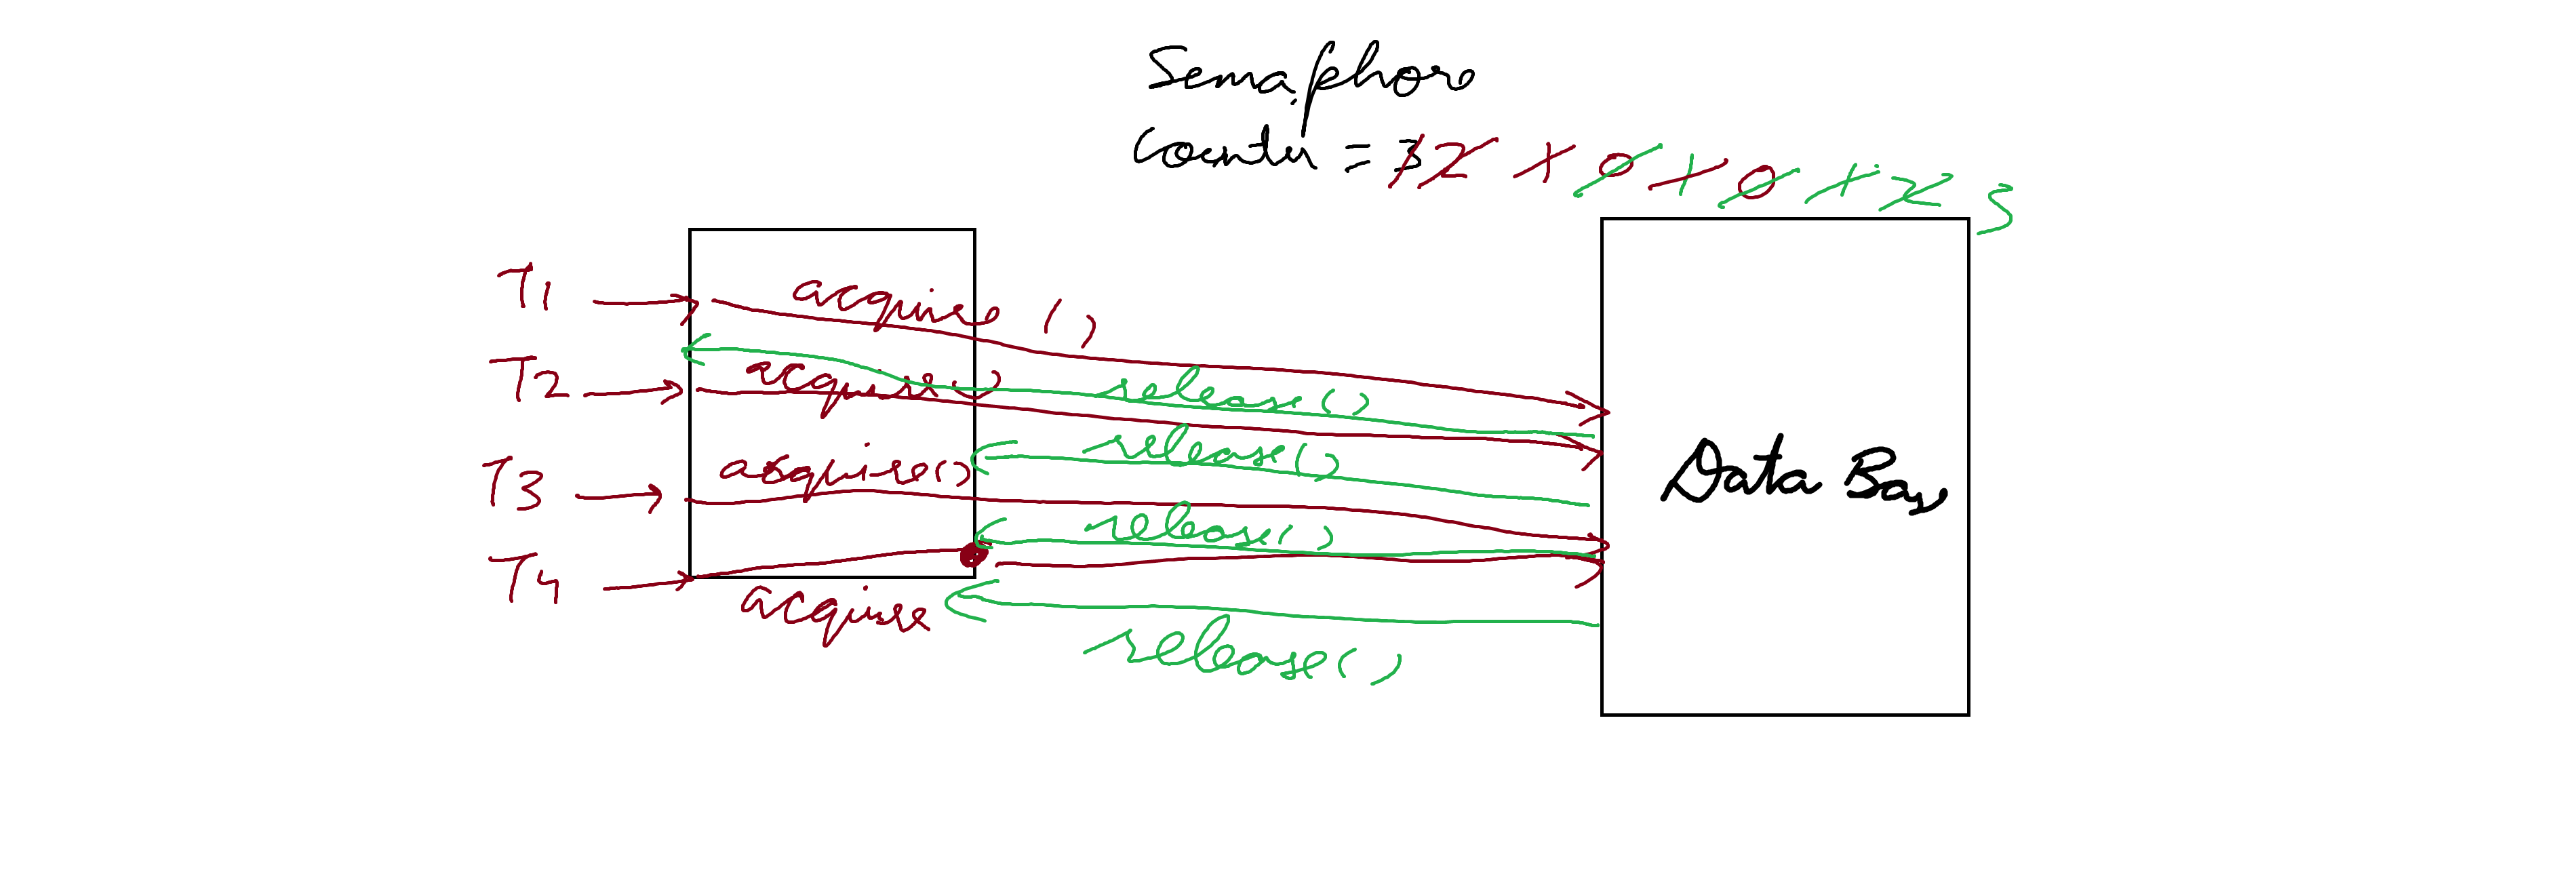 Semaphore
Counter = 3 2 1 0 1 0 1 2 3
T1 acquire ()
T2 acquire()
release()
T3 acquire()
release()
release()
T4 acquire
release()
Data Base